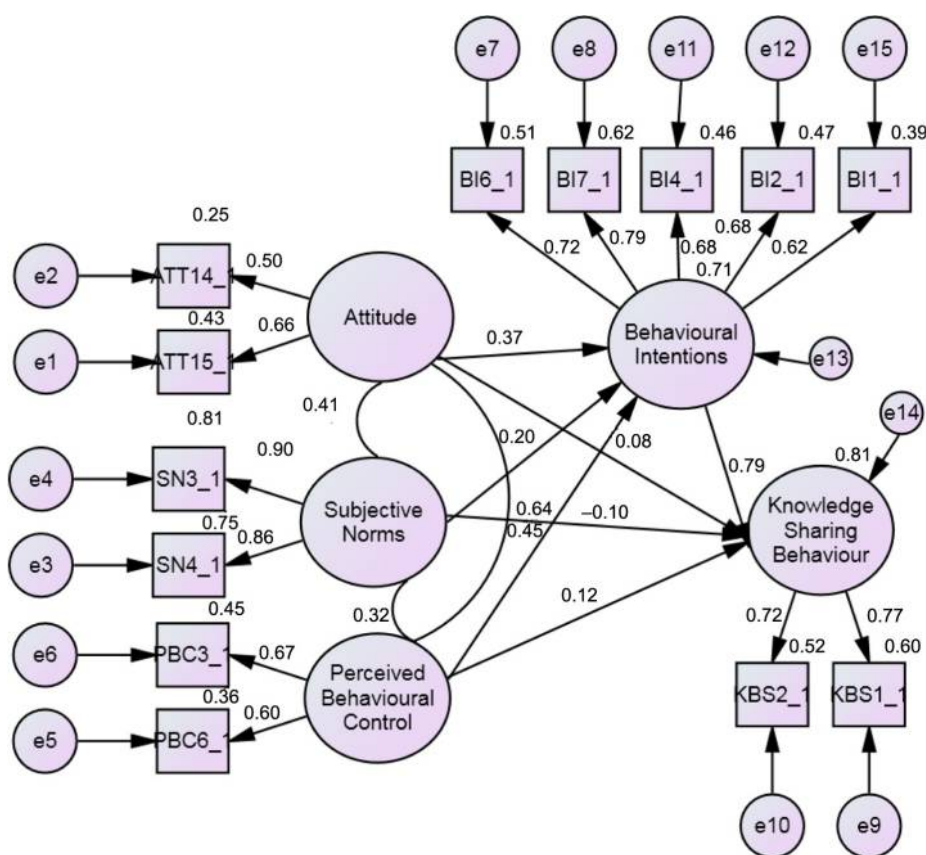 e7
e8
e11
e12
e15
0.51
0.62
0.46
0.47
0.39
BI6_1
BI7_1
BI4_1
BI2_1
BI1_1
0.72
0.79
0.68
0.68
0.62
0.71
0.25
e2
ATT14_1
0.50
0.43
e1
ATT15_1
0.66
Attitude
0.37
Behavioural
Intentions
e13
0.41
0.20
0.08
e14
0.81
e4
SN3_1
0.90
0.79
0.81
Subjective
Norms
0.64
–0.10
0.45
Knowledge
Sharing
Behaviour
0.75
e3
SN4_1
0.86
0.32
0.12
0.45
e6
PBC3_1
0.67
0.36
e5
PBC6_1
0.60
Perceived
Behavioural
Control
0.72
0.77
0.52
0.60
KBS2_1
KBS1_1
e10
e9